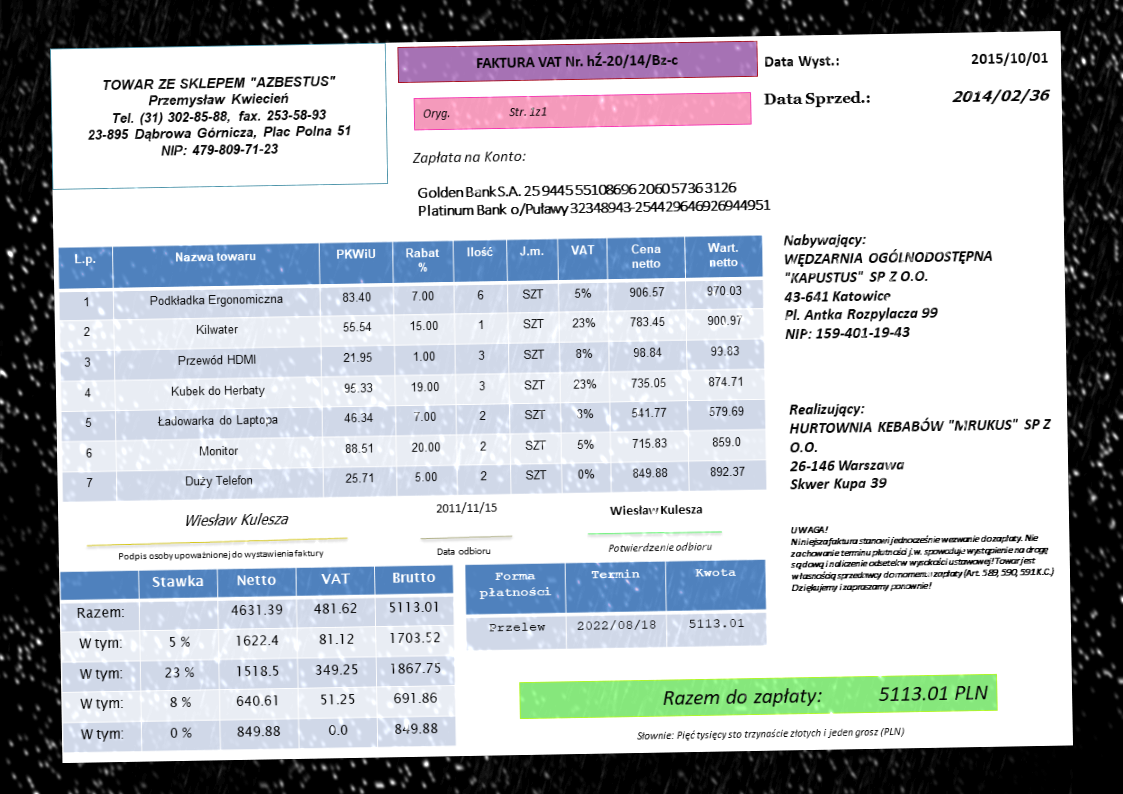 TOWAR ZE SKLEPEM "AZBESTUS"
Przemysław Kwiecień
Tel. (31) 302-85-88, fax. 253-58-93
23-895 Dąbrowa Górnicza, Plac Polna 51
NIP: 479-809-71-23
FAKTURA VAT Nr. hŹ-20/14/Bz-c
Oryg. Str. 1z1
Data Wyst.: 2015/10/01
Data Sprzed.: 2014/02/36
Zapłata na Konto:
Golden Bank S.A. 25 9445 5510 8696 2060 5736 3126
Platinum Bank o/Puławy 32348943-254429646926944951
L.p. Nazwa towaru PKWiU Rabat % Ilość J.m. VAT Cena netto Wart. netto
1 Podkładka Ergonomiczna 83.40 7.00 6 SZT 5% 906.57 970.03
2 Kilwater 55.54 15.00 1 SZT 23% 783.45 900.97
3 Przewód HDMI 21.95 1.00 3 SZT 8% 98.84 93.83
4 Kubek do Herbaty 95.33 19.00 3 SZT 23% 735.05 874.71
5 Ładowarka do Laptopa 46.34 7.00 2 SZT 3% 541.77 579.69
6 Monitor 88.51 20.00 2 SZT 5% 715.83 859.0
7 Duży Telefon 25.71 5.00 2 SZT 0% 849.88 892.37
Nabywający:
WĘDZARNIA OGÓLNODOSTĘPNA
"KAPUSTUS" SP Z O.O.
43-641 Katowice
Pl. Antka Rozpylacza 99
NIP: 159-401-19-43
Realizujący:
HURTOWNIA KEBABÓW "MRUKUS" SP Z
O.O.
26-146 Warszawa
Skwer Kupa 39
Wiesław Kulesza
Podpis osoby upoważnionej do wystawienia faktury
2011/11/15
Data odbioru
Wiesław Kulesza
Potwierdzenie odbioru
UWAGA!
Niniejsza faktura stanowi jednocześnie wezwanie do zapłaty. Nie
zachowanie terminu płutności j.w. spowoduje wystąpienie na drogę
sądową i naliczenie odsetek w wysokości ustawowej! Towar jest
własnością sprzedawcy do momentu zapłaty (Art. 589, 590, 591 K.C.)
Dziękujemy i zapraszamy ponownie!
Stawka Netto VAT Brutto
Razem: 4631.39 481.62 5113.01
W tym: 5 % 1622.4 81.12 1703.52
W tym: 23 % 1518.5 349.25 1867.75
W tym: 8 % 640.61 51.25 691.86
W tym: 0 % 849.88 0.0 849.88
Forma płatności Termin Kwota
Przelew 2022/08/18 5113.01
Razem do zapłaty: 5113.01 PLN
Słownie: Pięć tysięcy sto trzynaście złotych i jeden grosz (PLN)